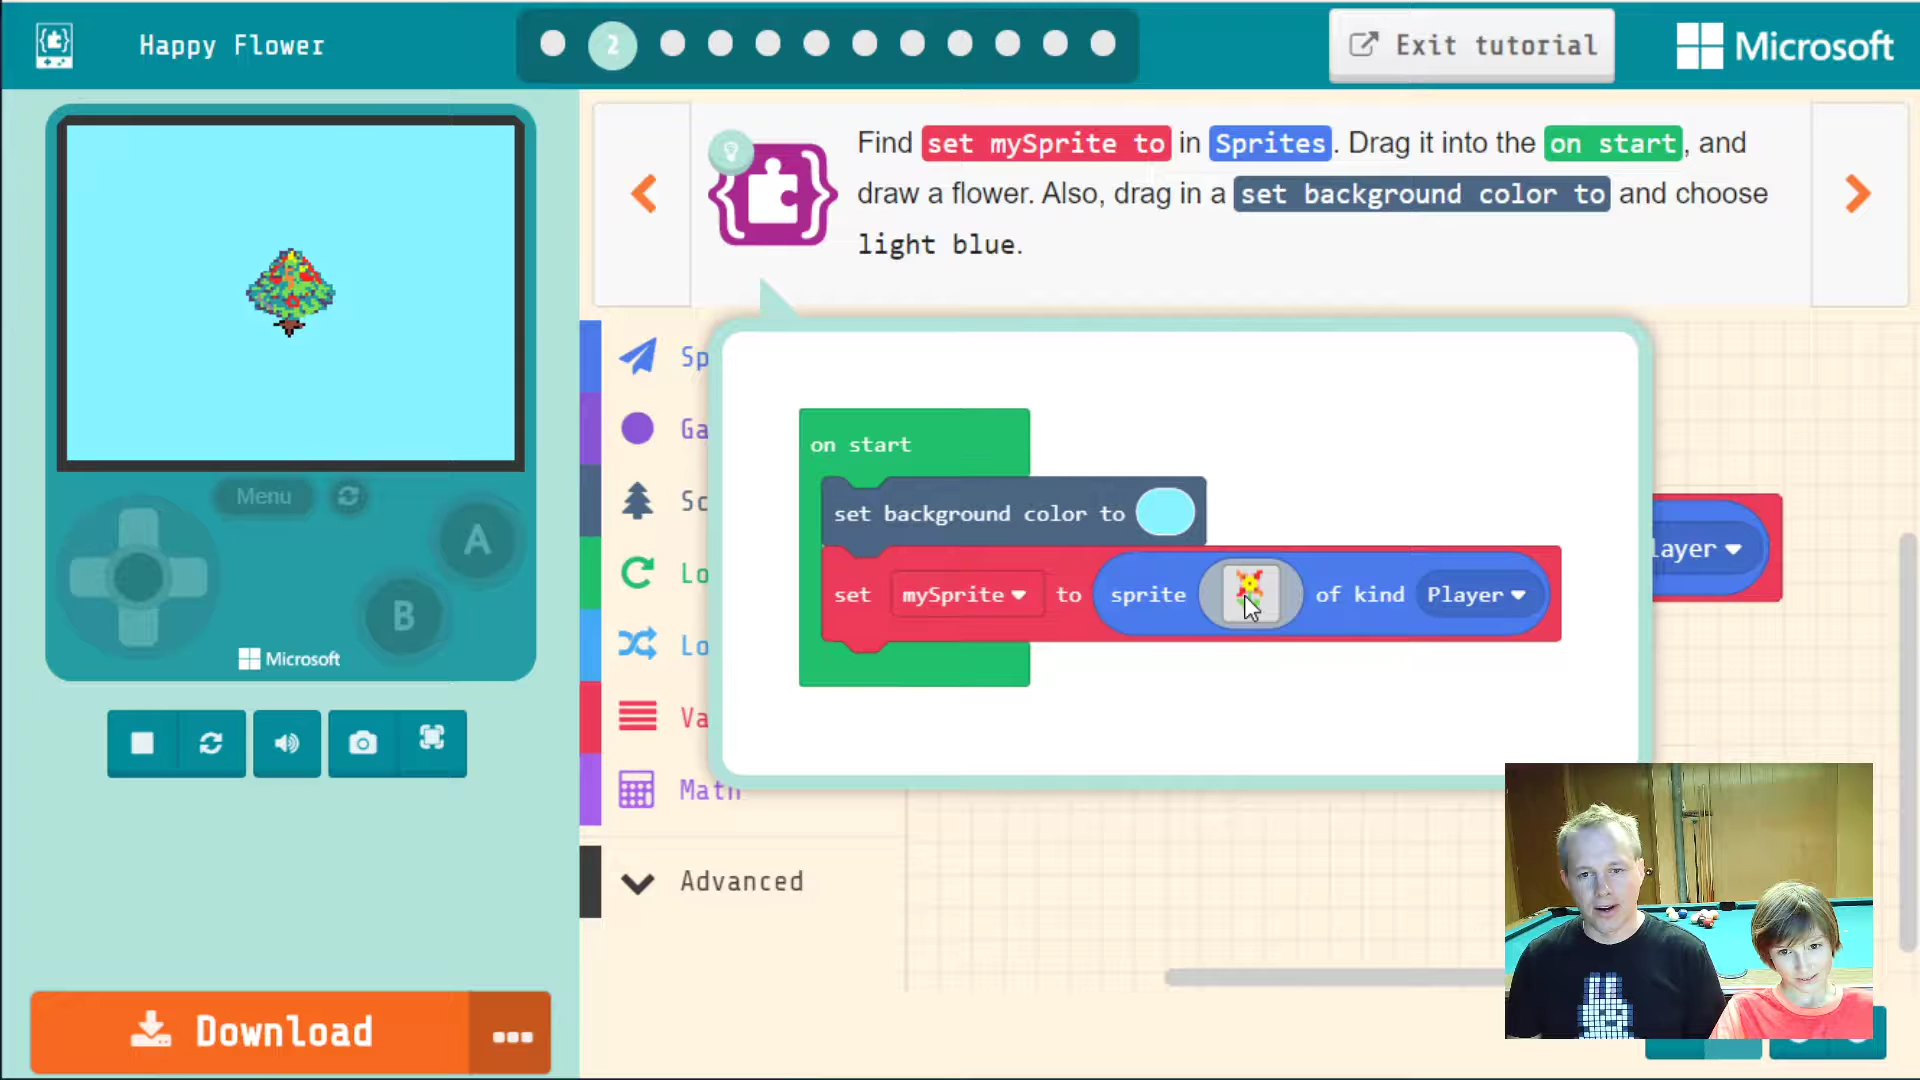 Happy Flower
2
Exit tutorial
Microsoft
Find set mySprite to in Sprites. Drag it into the on start, and
draw a flower. Also, drag in a set background color to and choose
light blue.
Sp
Ga
Sc
Lo
Lo
Va
Math
Advanced
on start
set background color to
set mySprite to sprite of kind Player
layer
Menu
A
B
Microsoft
Download